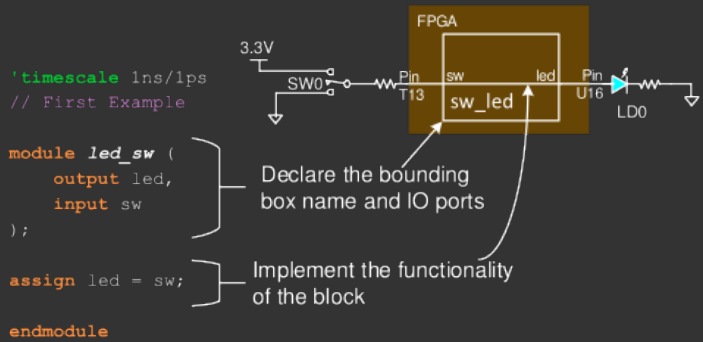 'timescale 1ns/1ps
// First Example
module led_sw (
output led,
input sw
);
assign led = sw;
endmodule
Declare the bounding
box name and IO ports
Implement the functionality
of the block
FPGA
3.3V
SW0
Pin
T13
sw
led
sw_led
Pin
U16
LD0